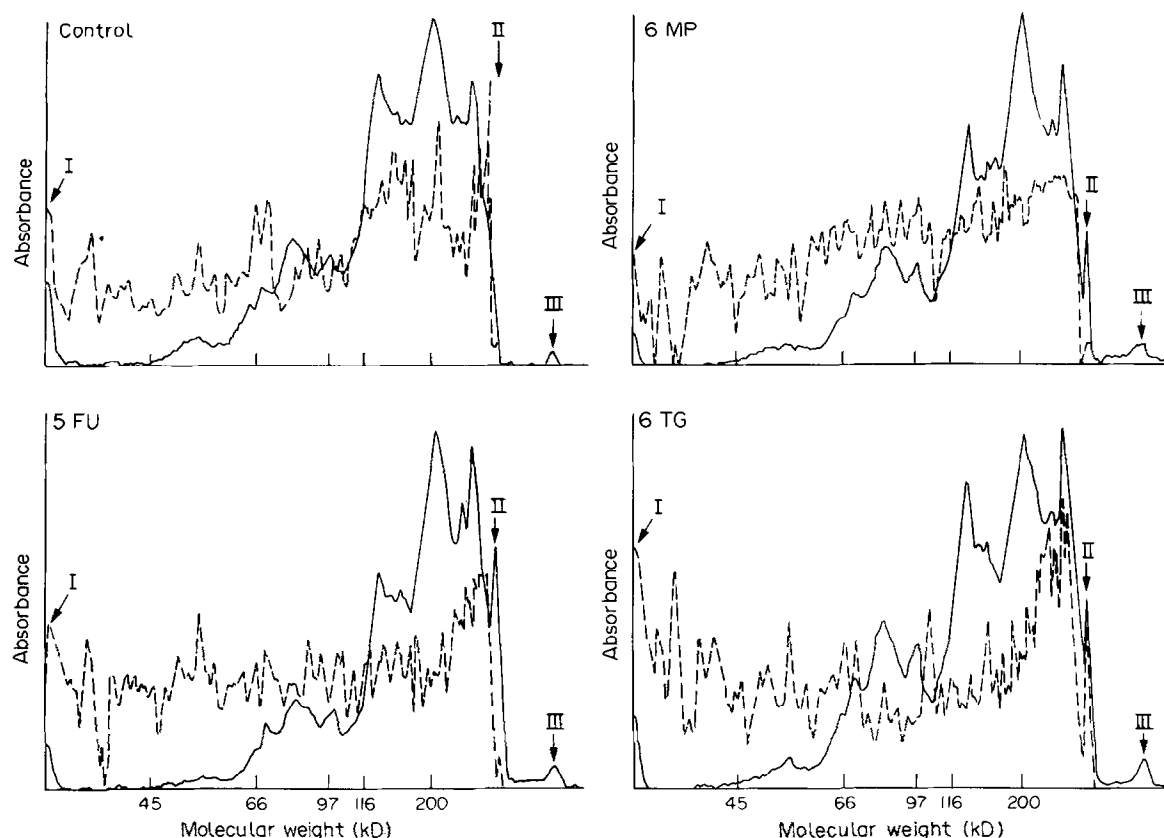 Control
I
II
III
Absorbance
6 MP
I
II
III
Absorbance
5 FU
I
II
III
Absorbance
45 66 97 116 200
Molecular weight (kD)
6 TG
I
II
III
Absorbance
45 66 97 116 200
Molecular weight (kD)